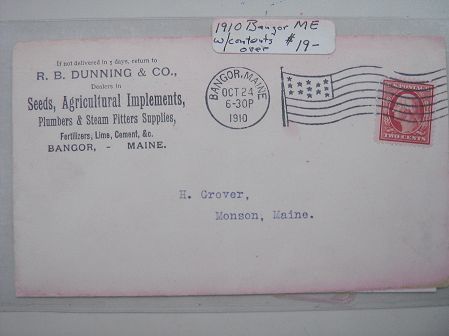 1910 Bangor ME
w/contents $19-
over
If not delivered in 5 days, return to
R. B. DUNNING & CO.,
Dealers in
Seeds, Agricultural Implements,
Plumbers & Steam Fitters Supplies,
Fertilizers, Lime, Cement, &c.
BANGOR, - MAINE.
BANGOR, MAINE
OCT 24
6-30P
1910
U.S. POSTAGE
TWO CENTS
H. Grover,
Monson, Maine.